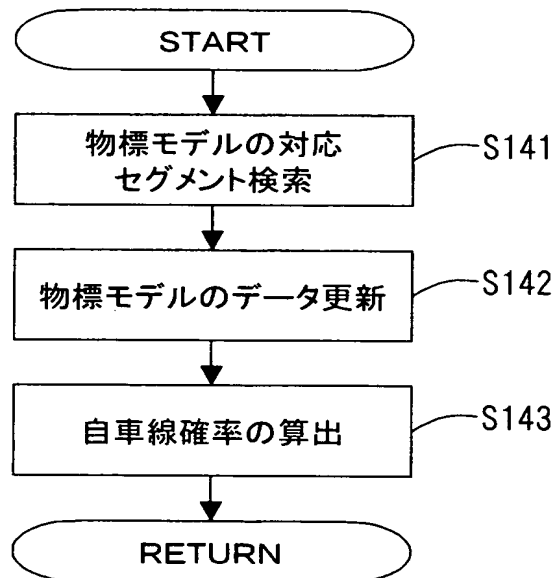 START
物標モデルの対応
セグメント検索
S141
物標モデルのデータ更新
S142
自車線確率の算出
S143
RETURN